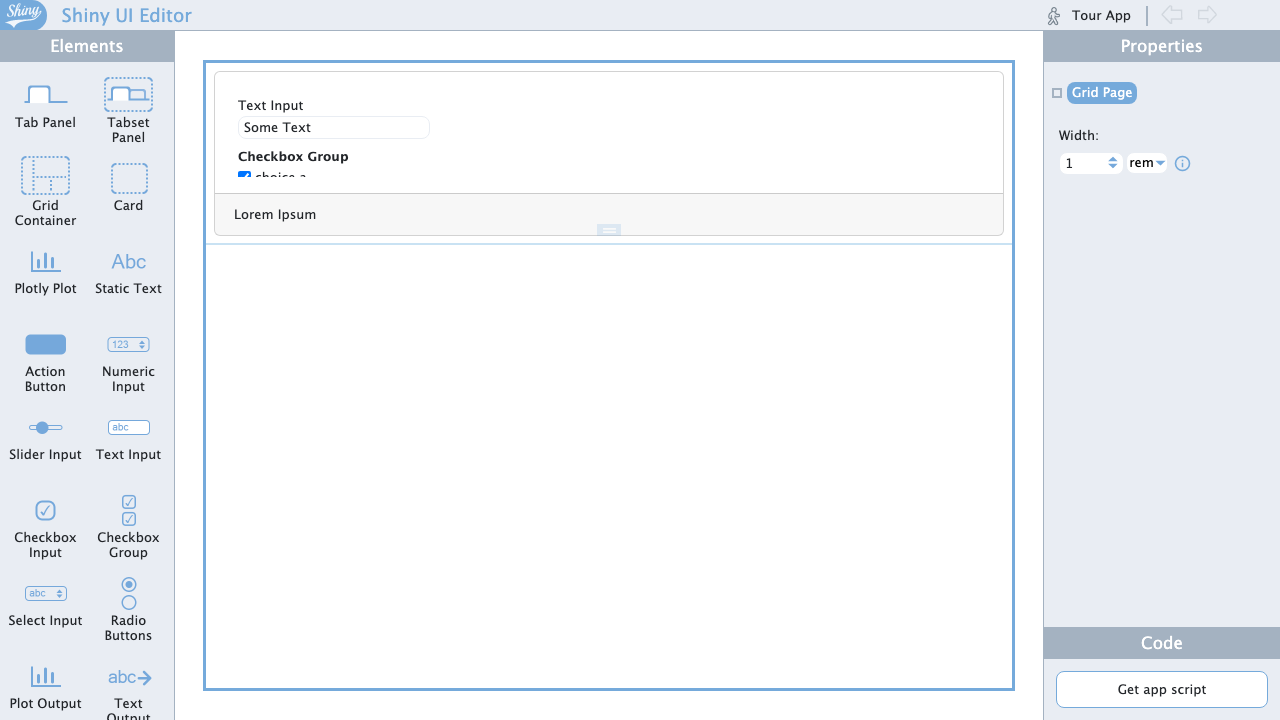 Shiny
Shiny UI Editor
Tour App
Elements
Tab Panel
Tabset Panel
Grid Container
Card
Plotly Plot
Static Text
Abc
Action Button
Numeric Input
123
Slider Input
Text Input
abc
Checkbox Input
Checkbox Group
Select Input
abc
Radio Buttons
Plot Output
abc
Text Output
Text Input
Some Text
Checkbox Group
choice a
Lorem Ipsum
Properties
Grid Page
Width:
1
rem
Code
Get app script